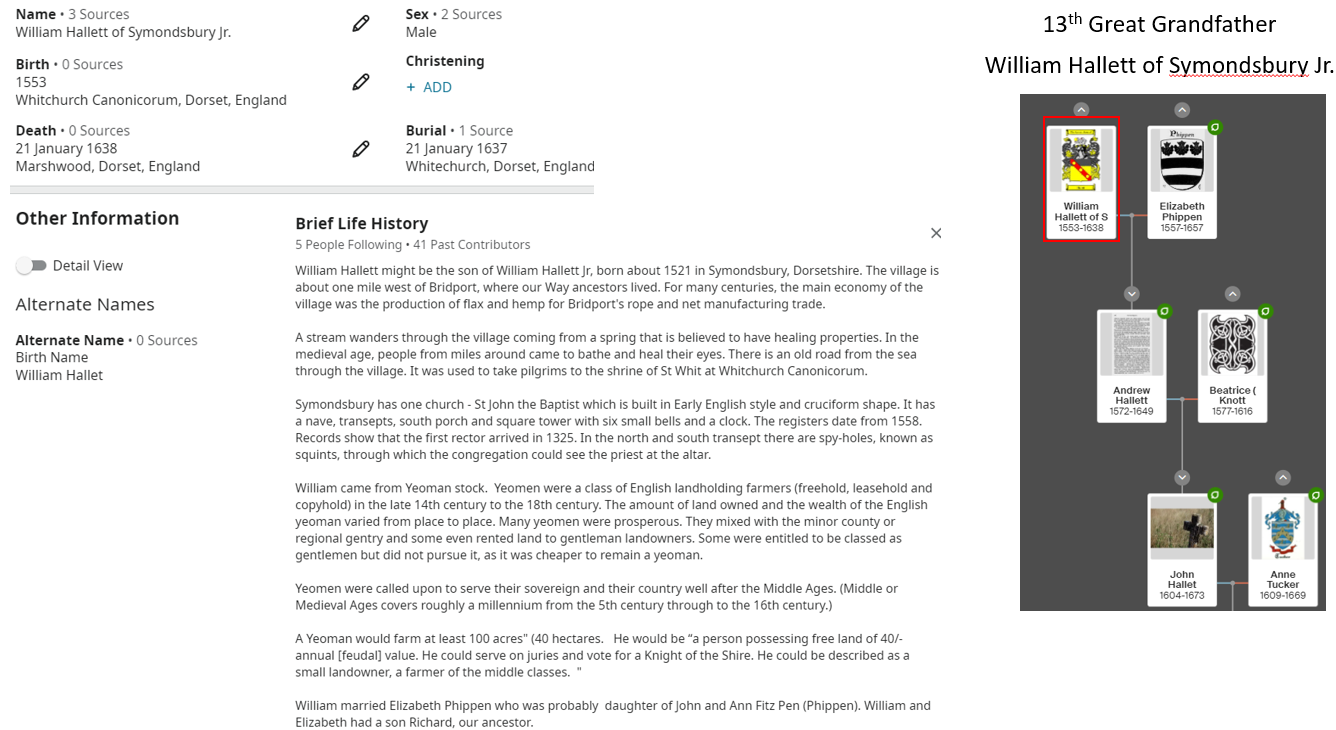 Name • 3 Sources
William Hallett of Symondsbury Jr.
Sex • 2 Sources
Male
Birth • 0 Sources
1553
Whitchurch Canonicorum, Dorset, England
Christening
+ ADD
Death • 0 Sources
21 January 1638
Marshwood, Dorset, England
Burial • 1 Source
21 January 1637
Whitechurch, Dorset, England
Other Information
Detail View
Alternate Names
Alternate Name • 0 Sources
Birth Name
William Hallet
Brief Life History
5 People Following • 41 Past Contributors
William Hallett might be the son of William Hallett Jr, born about 1521 in Symondsbury, Dorsetshire. The village is
about one mile west of Bridport, where our Way ancestors lived. For many centuries, the main economy of the
village was the production of flax and hemp for Bridport's rope and net manufacturing trade.
A stream wanders through the village coming from a spring that is believed to have healing properties. In the
medieval age, people from miles around came to bathe and heal their eyes. There is an old road from the sea
through the village. It was used to take pilgrims to the shrine of St Whit at Whitchurch Canonicorum.
Symondsbury has one church - St John the Baptist which is built in Early English style and cruciform shape. It has
a nave, transepts, south porch and square tower with six small bells and a clock. The registers date from 1558.
Records show that the first rector arrived in 1325. In the north and south transept there are spy-holes, known as
squints, through which the congregation could see the priest at the altar.
William came from Yeoman stock.  Yeomen were a class of English landholding farmers (freehold, leasehold and
copyhold) in the late 14th century to the 18th century. The amount of land owned and the wealth of the English
yeoman varied from place to place. Many yeomen were prosperous. They mixed with the minor county or
regional gentry and some even rented land to gentleman landowners. Some were entitled to be classed as
gentlemen but did not pursue it, as it was cheaper to remain a yeoman.
Yeomen were called upon to serve their sovereign and their country well after the Middle Ages. (Middle or
Medieval Ages covers roughly a millennium from the 5th century through to the 16th century.)
A Yeoman would farm at least 100 acres" (40 hectares.   He would be “a person possessing free land of 40/-
annual [feudal] value. He could serve on juries and vote for a Knight of the Shire. He could be described as a
small landowner, a farmer of the middle classes.  "
William married Elizabeth Phippen who was probably  daughter of John and Ann Fitz Pen (Phippen). William and
Elizabeth had a son Richard, our ancestor.
13th Great Grandfather
William Hallett of Symondsbury Jr.
Phippen
William
Hallett of S
1553-1638
Elizabeth
Phippen
1557-1657
Andrew
Hallett
1572-1649
Beatrice (
Knott
1577-1616
John
Hallet
1604-1673
Anne
Tucker
1609-1669